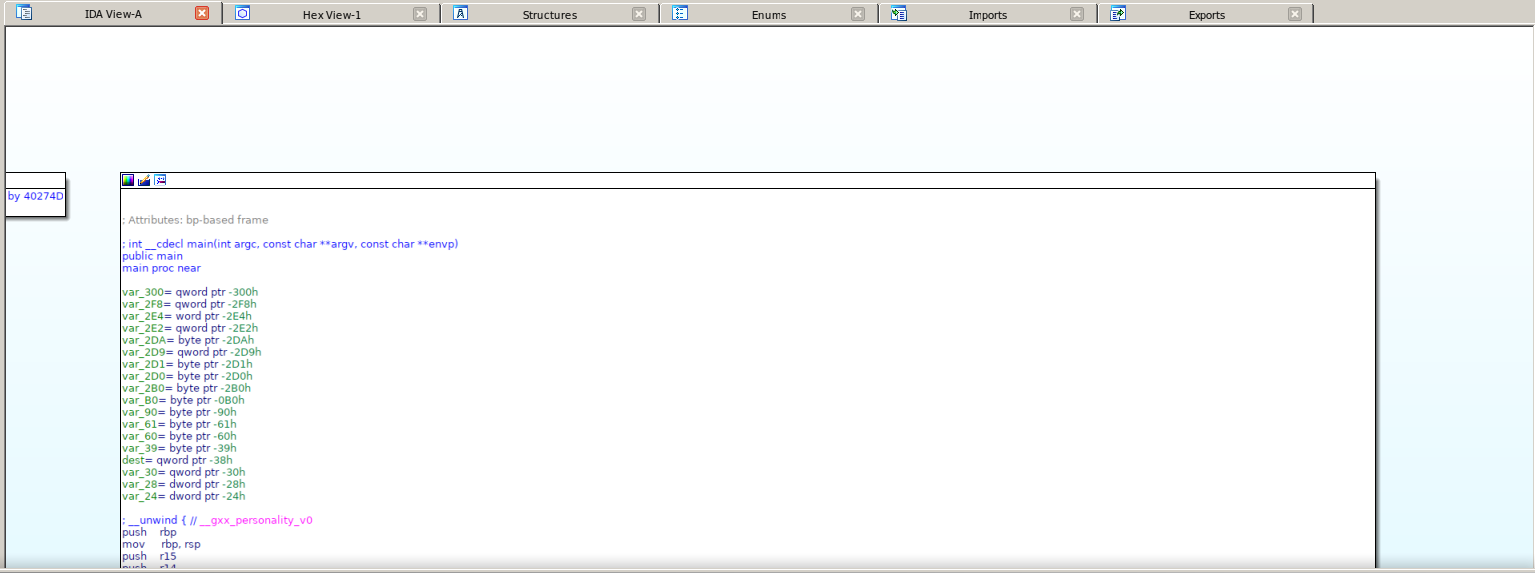 IDA View-A
Hex View-1
Structures
Enums
Imports
Exports
by 40274D
; Attributes: bp-based frame
; int __cdecl main(int argc, const char **argv, const char **envp)
public main
main proc near
var_300= qword ptr -300h
var_2F8= qword ptr -2F8h
var_2E4= word ptr -2E4h
var_2E2= qword ptr -2E2h
var_2DA= byte ptr -2DAh
var_2D9= qword ptr -2D9h
var_2D1= byte ptr -2D1h
var_2D0= byte ptr -2D0h
var_2B0= byte ptr -2B0h
var_B0= byte ptr -0B0h
var_90= byte ptr -90h
var_61= byte ptr -61h
var_60= byte ptr -60h
var_39= byte ptr -39h
dest= qword ptr -38h
var_30= qword ptr -30h
var_28= dword ptr -28h
var_24= dword ptr -24h
; __unwind { // __gxx_personality_v0
push rbp
mov rbp, rsp
push r15
push r14